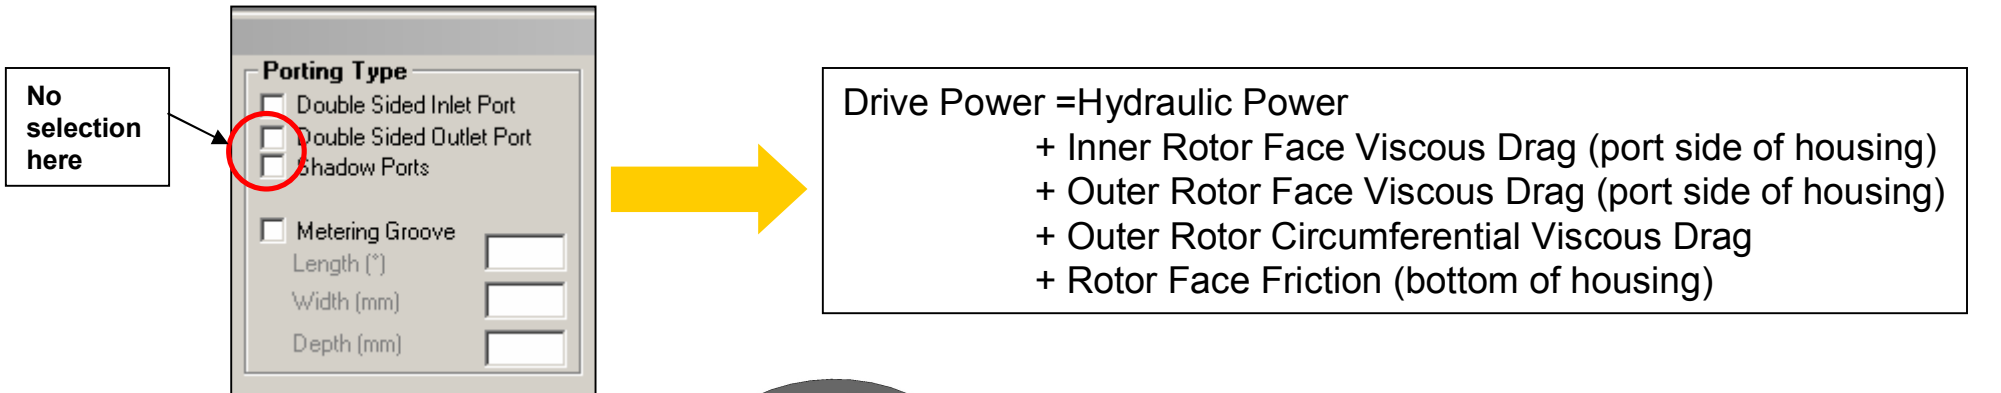 No
selection
here
Porting Type
Double Sided Inlet Port
Double Sided Outlet Port
Shadow Ports
Metering Groove
Length (°)
Width (mm)
Depth (mm)
Drive Power =Hydraulic Power
+ Inner Rotor Face Viscous Drag (port side of housing)
+ Outer Rotor Face Viscous Drag (port side of housing)
+ Outer Rotor Circumferential Viscous Drag
+ Rotor Face Friction (bottom of housing)